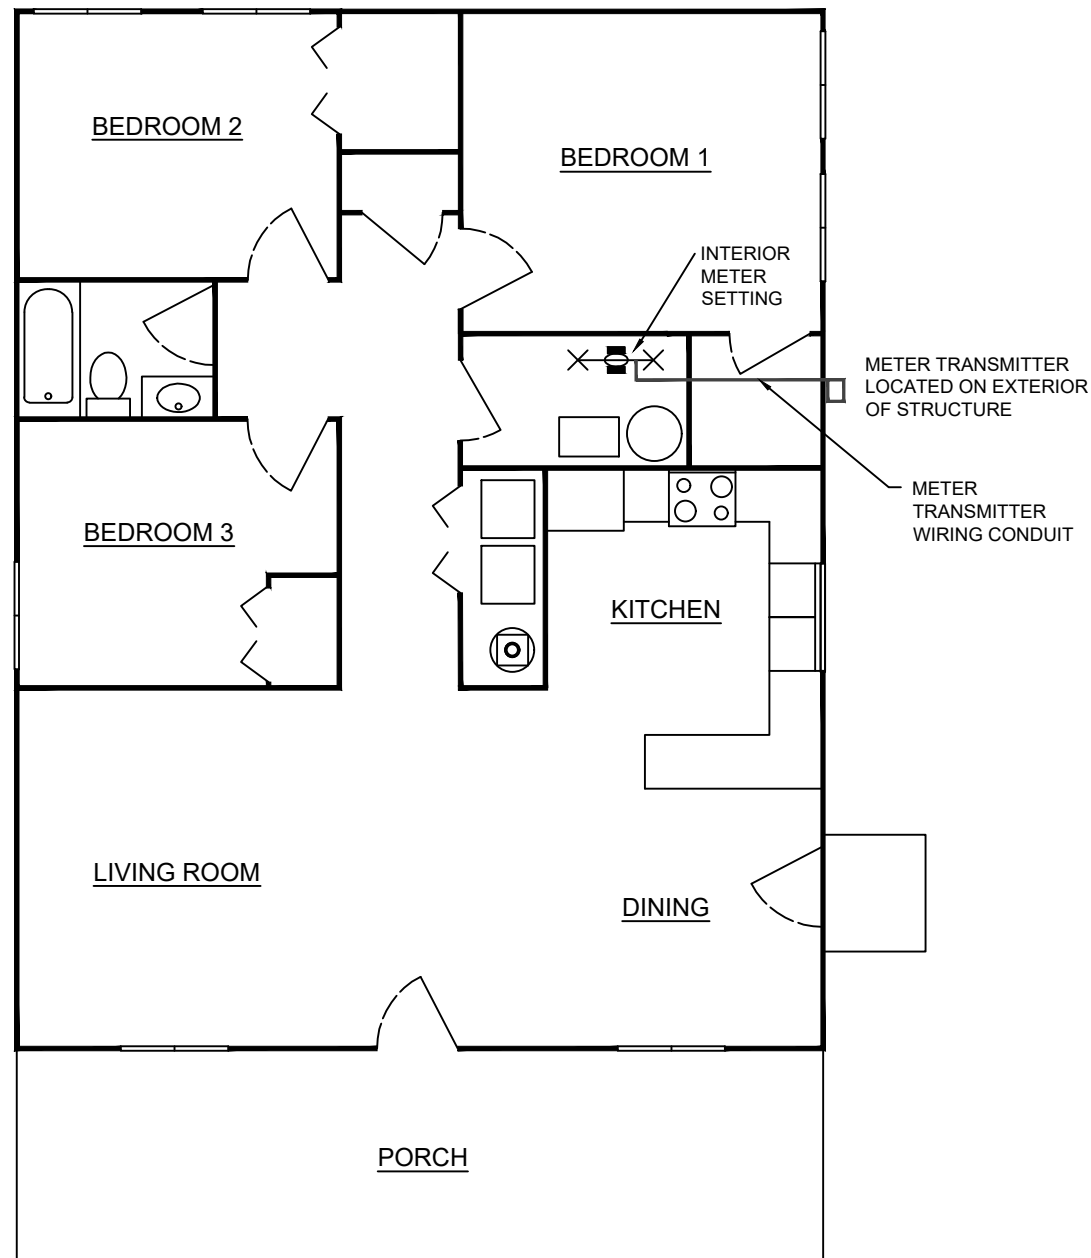 BEDROOM 2
BEDROOM 1
INTERIOR
METER
SETTING
METER TRANSMITTER
LOCATED ON EXTERIOR
OF STRUCTURE
METER
TRANSMITTER
WIRING CONDUIT
BEDROOM 3
KITCHEN
LIVING ROOM
DINING
PORCH